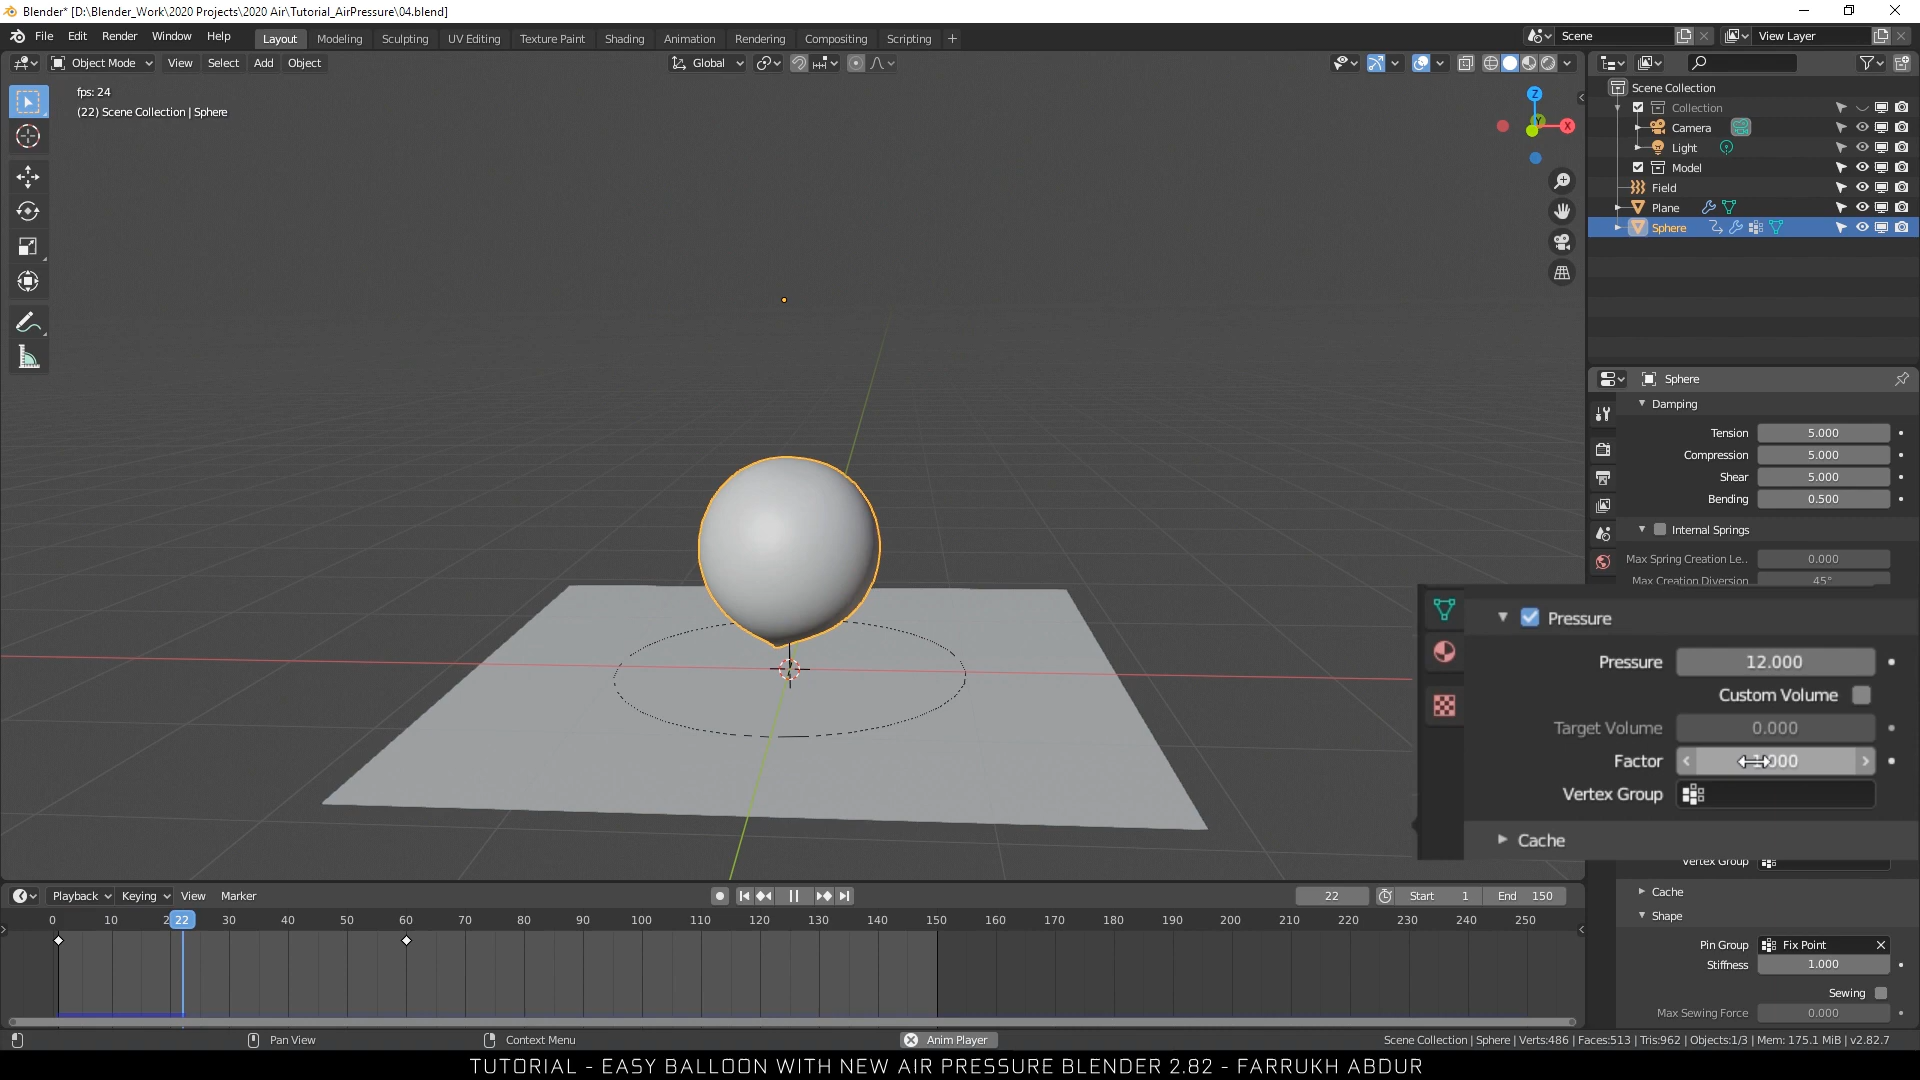 Blender* [D:\Blender_Work\2020 Projects\2020 Air\Tutorial_AirPressure\04.blend]
File Edit Render Window Help Layout Modeling Sculpting UV Editing Texture Paint Shading Animation Rendering Compositing Scripting + Scene View Layer
Object Mode View Select Add Object Global
fps: 24
(22) Scene Collection | Sphere
Z
X
Scene Collection
Collection
Camera
Light
Model
Field
Plane
Sphere
Sphere
Damping
Tension 5.000
Compression 5.000
Shear 5.000
Bending 0.500
Internal Springs
Max Spring Creation Le.. 0.000
Max Creation Diversion 45°
Pressure
Pressure 12.000
Custom Volume
Target Volume 0.000
Factor 1.000
Vertex Group
Cache
Vertex Group
Cache
Shape
Pin Group Fix Point
Stiffness 1.000
Sewing
Max Sewing Force 0.000
Playback Keying View Marker 22 Start 1 End 150
0 10 22 30 40 50 60 70 80 90 100 110 120 130 140 150 160 170 180 190 200 210 220 230 240 250
Pan View Context Menu Anim Player Scene Collection | Sphere | Verts:486 | Faces:513 | Tris:962 | Objects:1/3 | Mem: 175.1 MiB | v2.82.7
TUTORIAL - EASY BALLOON WITH NEW AIR PRESSURE BLENDER 2.82 - FARRUKH ABDUR